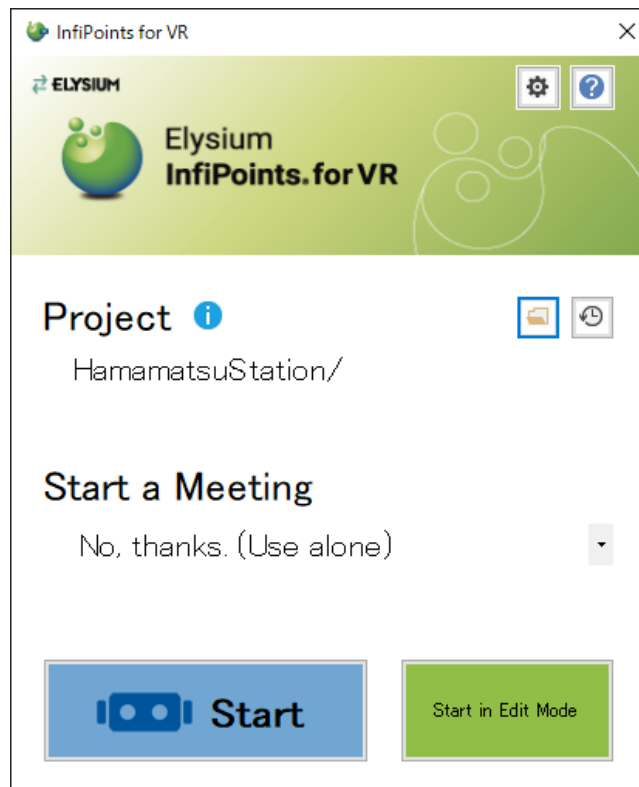 InfiPoints for VR
ELYSIUM
Elysium
InfiPoints.for VR
Project
HamamatsuStation/
Start a Meeting
No, thanks. (Use alone)
Start
Start in Edit Mode